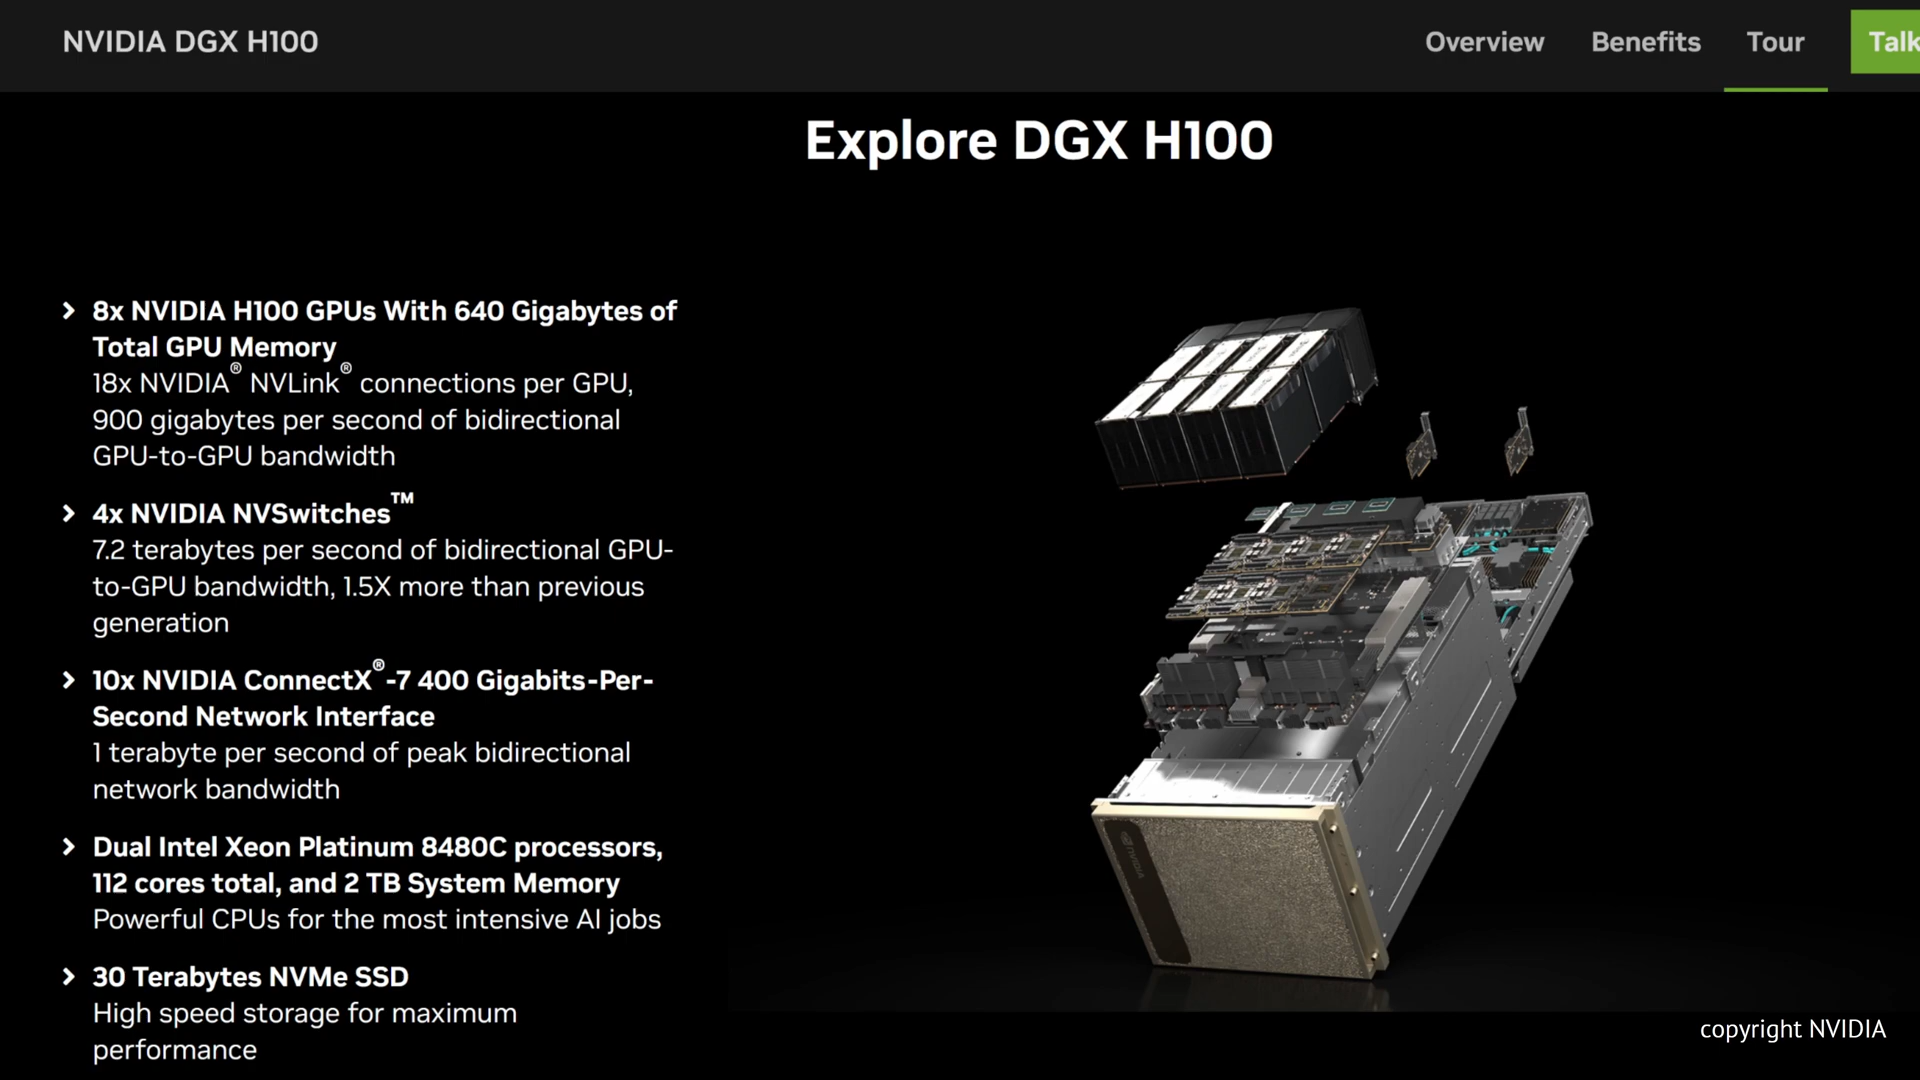 NVIDIA DGX H100
Overview
Benefits
Tour
Talk
Explore DGX H100
8x NVIDIA H100 GPUs With 640 Gigabytes of
Total GPU Memory
18x NVIDIA® NVLink® connections per GPU,
900 gigabytes per second of bidirectional
GPU-to-GPU bandwidth
4x NVIDIA NVSwitches™
7.2 terabytes per second of bidirectional GPU-
to-GPU bandwidth, 1.5X more than previous
generation
10x NVIDIA ConnectX®-7 400 Gigabits-Per-
Second Network Interface
1 terabyte per second of peak bidirectional
network bandwidth
Dual Intel Xeon Platinum 8480C processors,
112 cores total, and 2 TB System Memory
Powerful CPUs for the most intensive AI jobs
30 Terabytes NVMe SSD
High speed storage for maximum
performance
NVIDIA
copyright NVIDIA